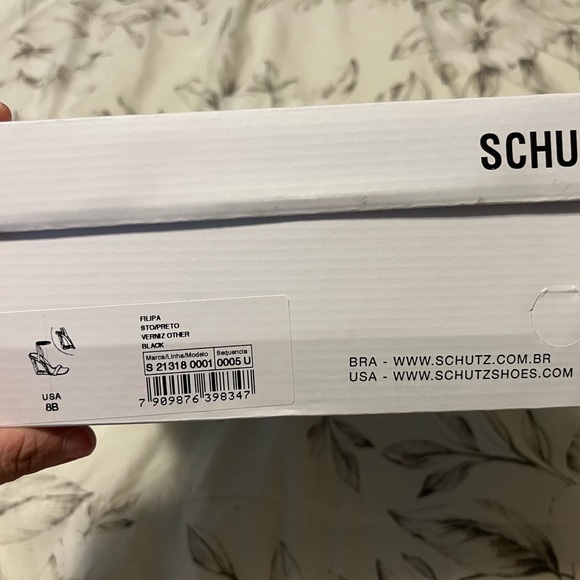 SCHU
FILIPA
STO/PRETO
VERNIZ OTHER
BLACK
Marca/Linha/Modelo Sequencia
S 21318 0001 0005 U
7 909876 398347
USA
8B
BRA - WWW.SCHUTZ.COM.BR
USA - WWW.SCHUTZSHOES.COM